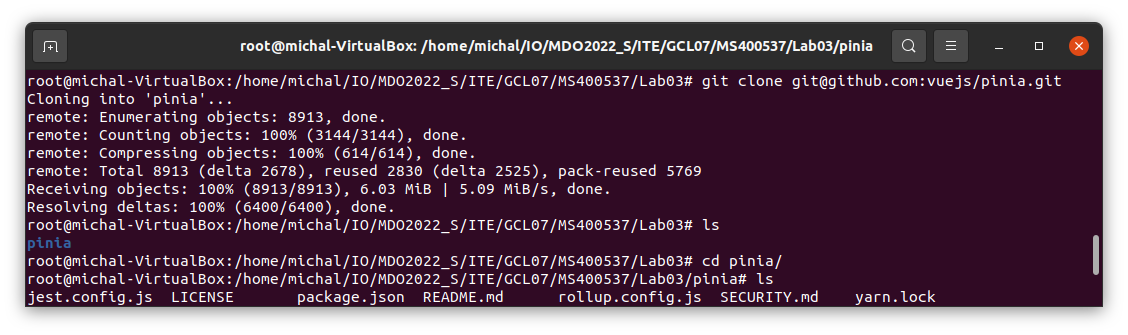 root@michal-VirtualBox: /home/michal/IO/MDO2022_S/ITE/GCL07/MS400537/Lab03/pinia
root@michal-VirtualBox:/home/michal/IO/MDO2022_S/ITE/GCL07/MS400537/Lab03# git clone git@github.com:vuejs/pinia.git
Cloning into 'pinia'...
remote: Enumerating objects: 8913, done.
remote: Counting objects: 100% (3144/3144), done.
remote: Compressing objects: 100% (614/614), done.
remote: Total 8913 (delta 2678), reused 2830 (delta 2525), pack-reused 5769
Receiving objects: 100% (8913/8913), 6.03 MiB | 5.09 MiB/s, done.
Resolving deltas: 100% (6400/6400), done.
root@michal-VirtualBox:/home/michal/IO/MDO2022_S/ITE/GCL07/MS400537/Lab03# ls
pinia
root@michal-VirtualBox:/home/michal/IO/MDO2022_S/ITE/GCL07/MS400537/Lab03# cd pinia/
root@michal-VirtualBox:/home/michal/IO/MDO2022_S/ITE/GCL07/MS400537/Lab03/pinia# ls
jest.config.js  LICENSE       package.json  README.md      rollup.config.js  SECURITY.md    yarn.lock